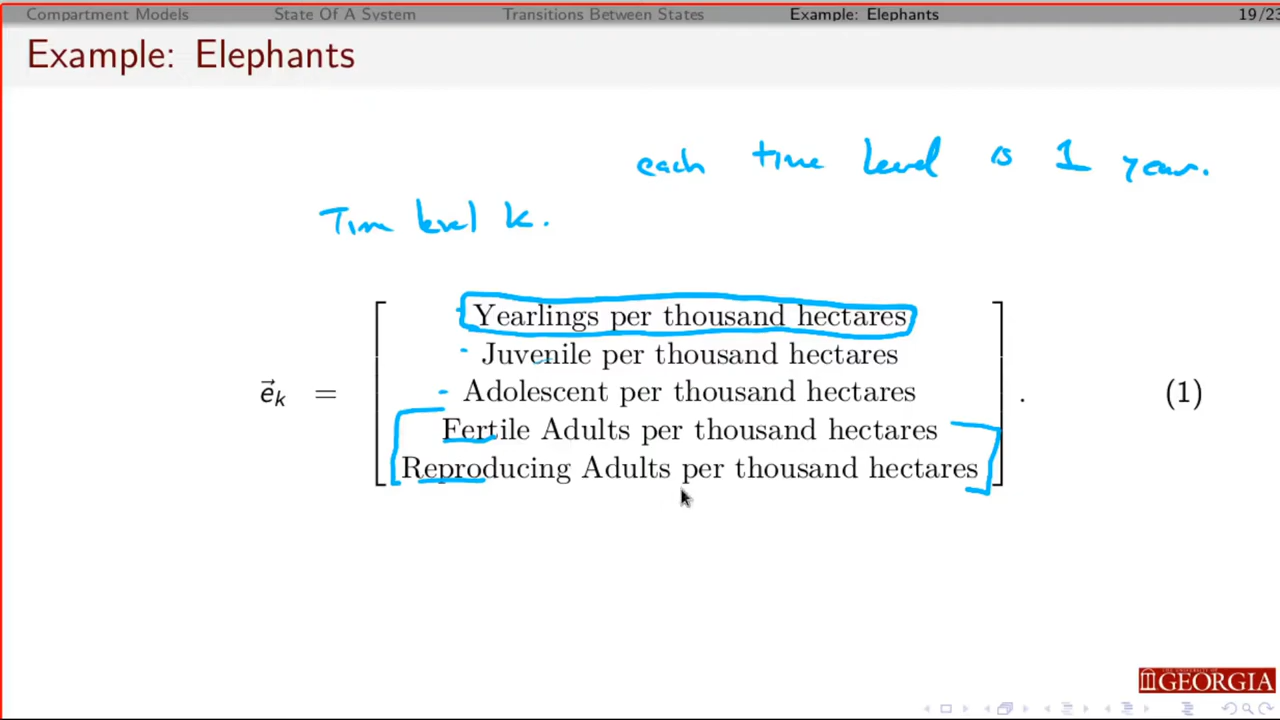 Compartment Models State Of A System Transitions Between States Example: Elephants 19/23
Example: Elephants
each time level is 1 year.
Time level k.
Yearlings per thousand hectares
Juvenile per thousand hectares
Adolescent per thousand hectares
Fertile Adults per thousand hectares
Reproducing Adults per thousand hectares
e⃗k = . (1)
GEORGIA